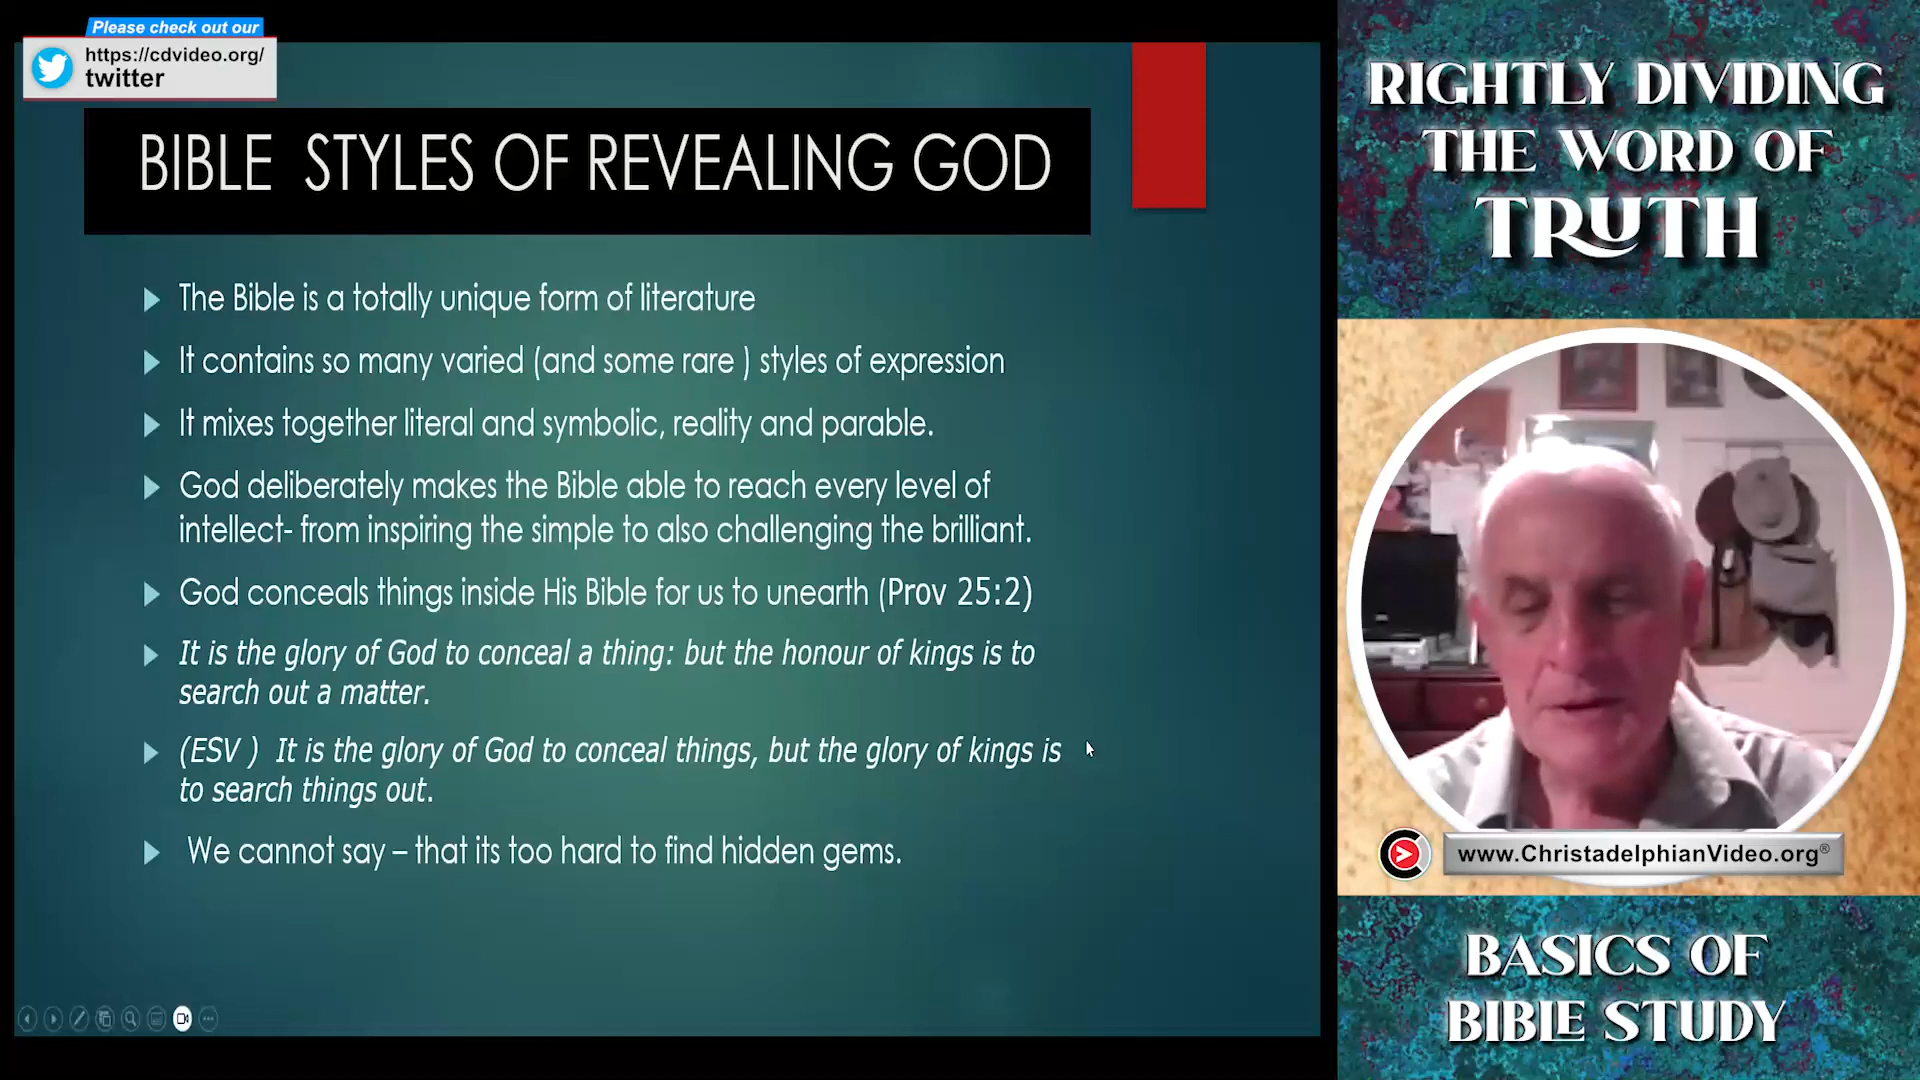 Please check out our
https://cdvideo.org/
twitter
BIBLE STYLES OF REVEALING GOD
The Bible is a totally unique form of literature
It contains so many varied (and some rare ) styles of expression
It mixes together literal and symbolic, reality and parable.
God deliberately makes the Bible able to reach every level of
intellect- from inspiring the simple to also challenging the brilliant.
God conceals things inside His Bible for us to unearth (Prov 25:2)
It is the glory of God to conceal a thing: but the honour of kings is to
search out a matter.
(ESV ) It is the glory of God to conceal things, but the glory of kings is
to search things out.
We cannot say – that its too hard to find hidden gems.
RIGHTLY DIVIDING
THE WORD OF
TRUTH
www.ChristadelphianVideo.org®
BASICS OF
BIBLE STUDY